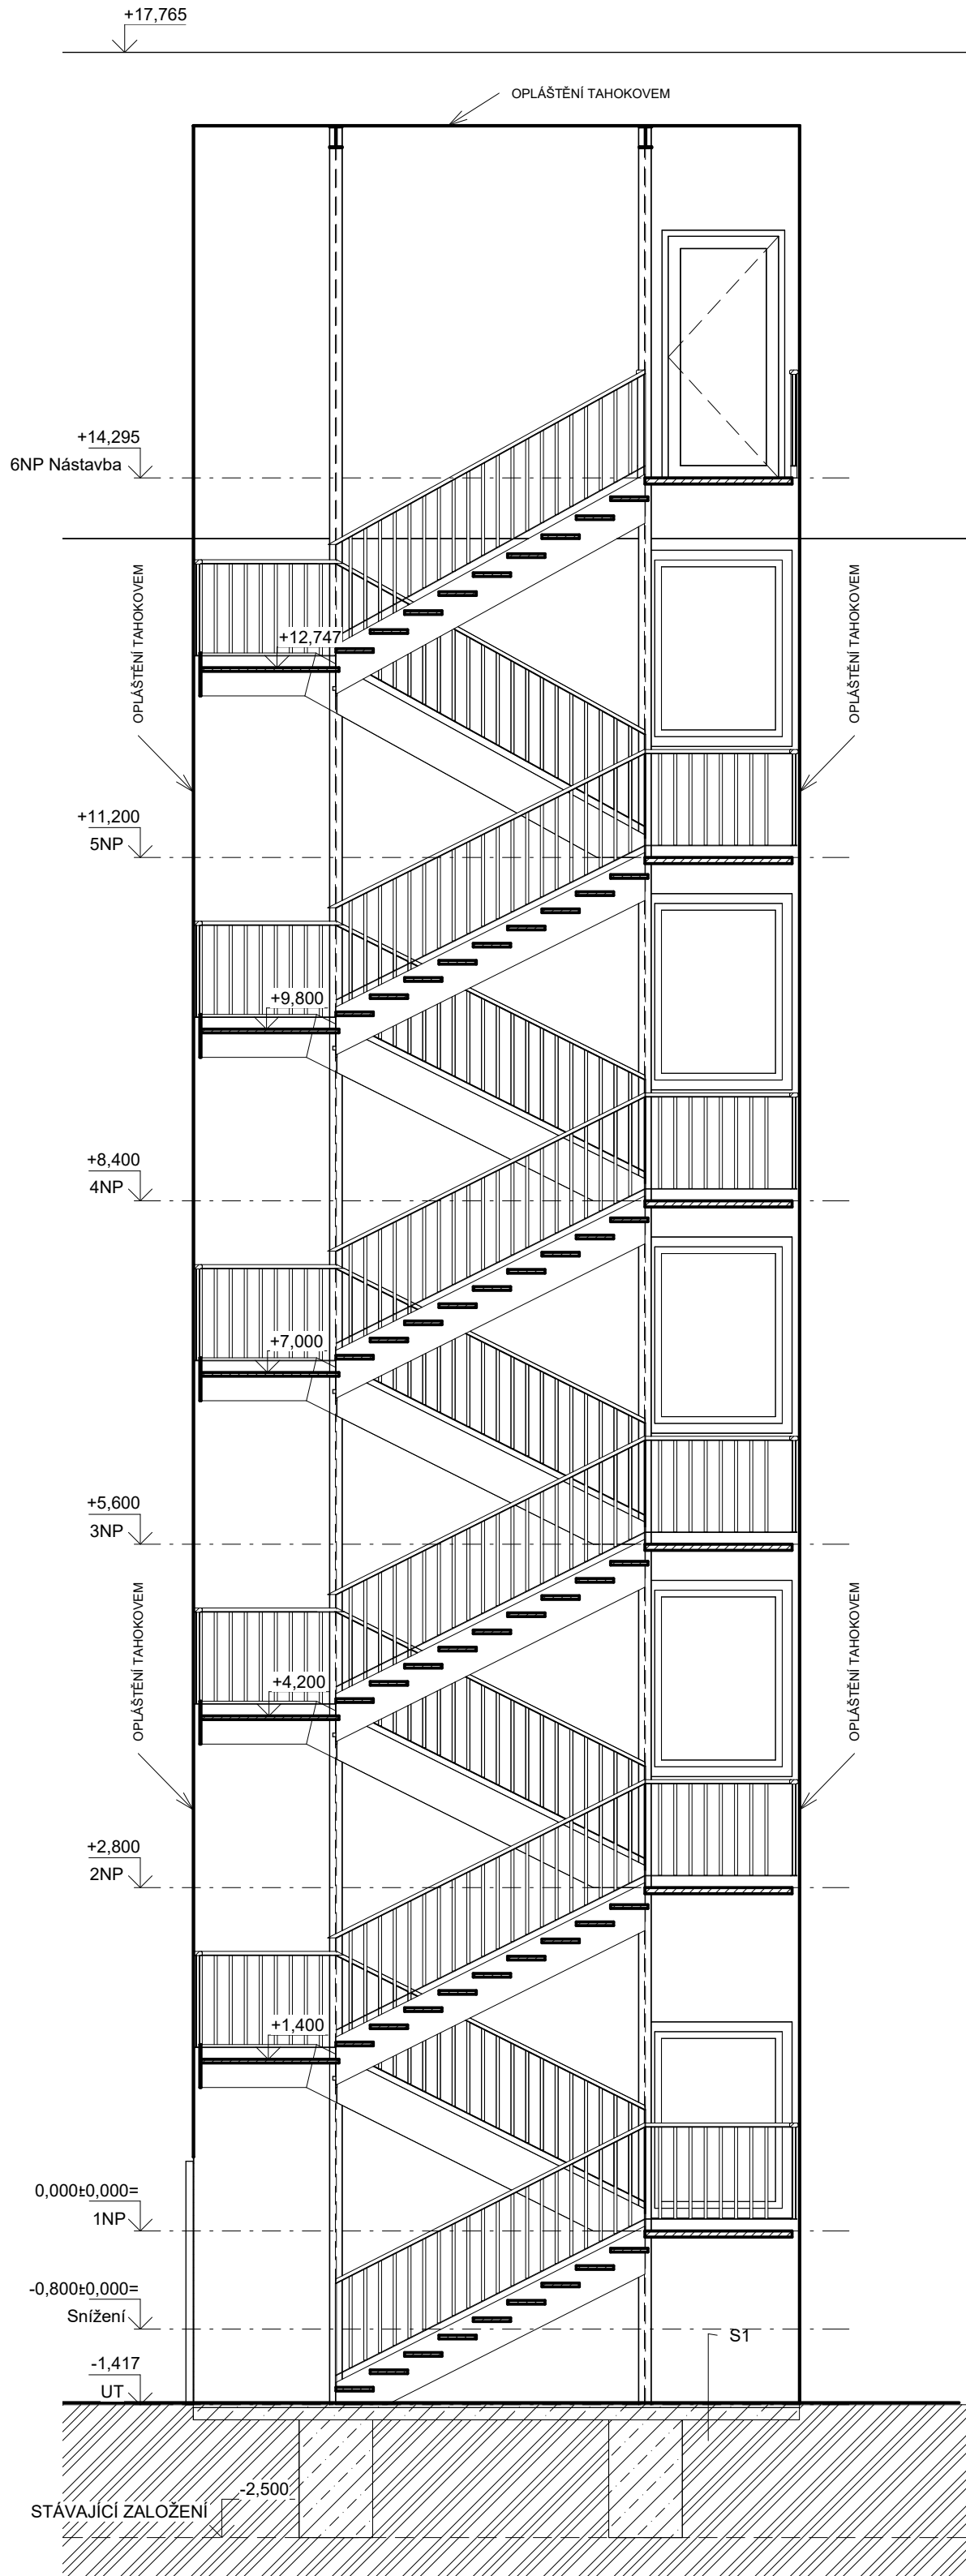 +17,765
OPLÁŠTĚNÍ TAHOKOVEM
+14,295
6NP Nástavba
OPLÁŠTĚNÍ TAHOKOVEM
OPLÁŠTĚNÍ TAHOKOVEM
+12,747
+11,200
5NP
+9,800
+8,400
4NP
+7,000
+5,600
3NP
OPLÁŠTĚNÍ TAHOKOVEM
OPLÁŠTĚNÍ TAHOKOVEM
+4,200
+2,800
2NP
+1,400
0,000±0,000=
1NP
-0,800±0,000=
Snížení
S1
-1,417
UT
-2,500
STÁVAJÍCÍ ZALOŽENÍ